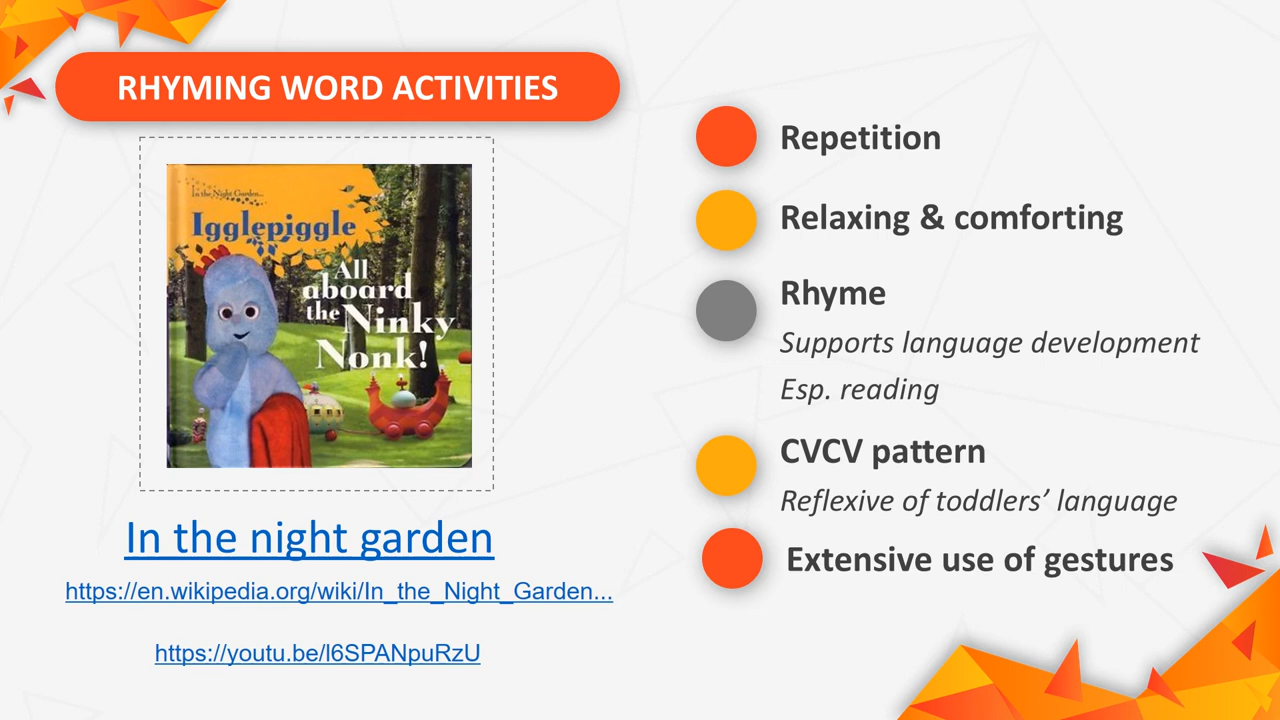 RHYMING WORD ACTIVITIES
In the Night Garden...
Igglepiggle
All
aboard
the Ninky
Nonk!
In the night garden
https://en.wikipedia.org/wiki/In_the_Night_Garden...
https://youtu.be/l6SPANpuRzU
Repetition
Relaxing & comforting
Rhyme
Supports language development
Esp. reading
CVCV pattern
Reflexive of toddlers’ language
Extensive use of gestures